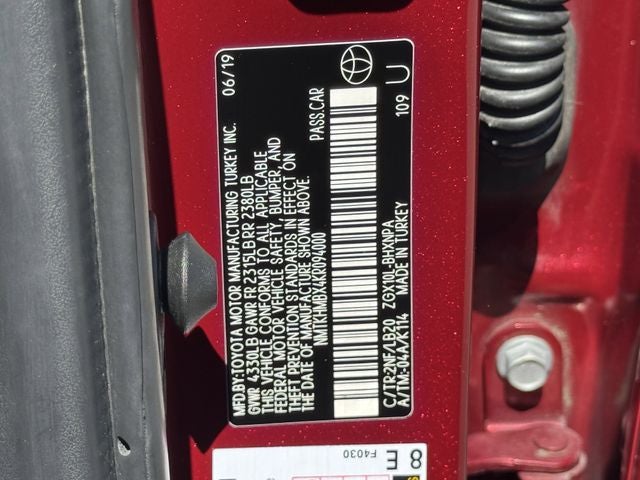 MFD.BY:TOYOTA MOTOR MANUFACTURING TURKEY INC. 06/19
GVWR 4330LB GAWR FR 2315LB RR 2380LB
THIS VEHICLE CONFORMS TO ALL APPLICABLE
FEDERAL MOTOR VEHICLE SAFETY, BUMPER, AND
THEFT PREVENTION STANDARDS IN EFFECT ON
THE DATE OF MANUFACTURE SHOWN ABOVE.
NMTKHMBX4KR094000 PASS.CAR
C/TR:2NF/LB20 ZGX10L-BHXNPA 109 U
A/TM:-04A/K114 MADE IN TURKEY
8 E
F4030